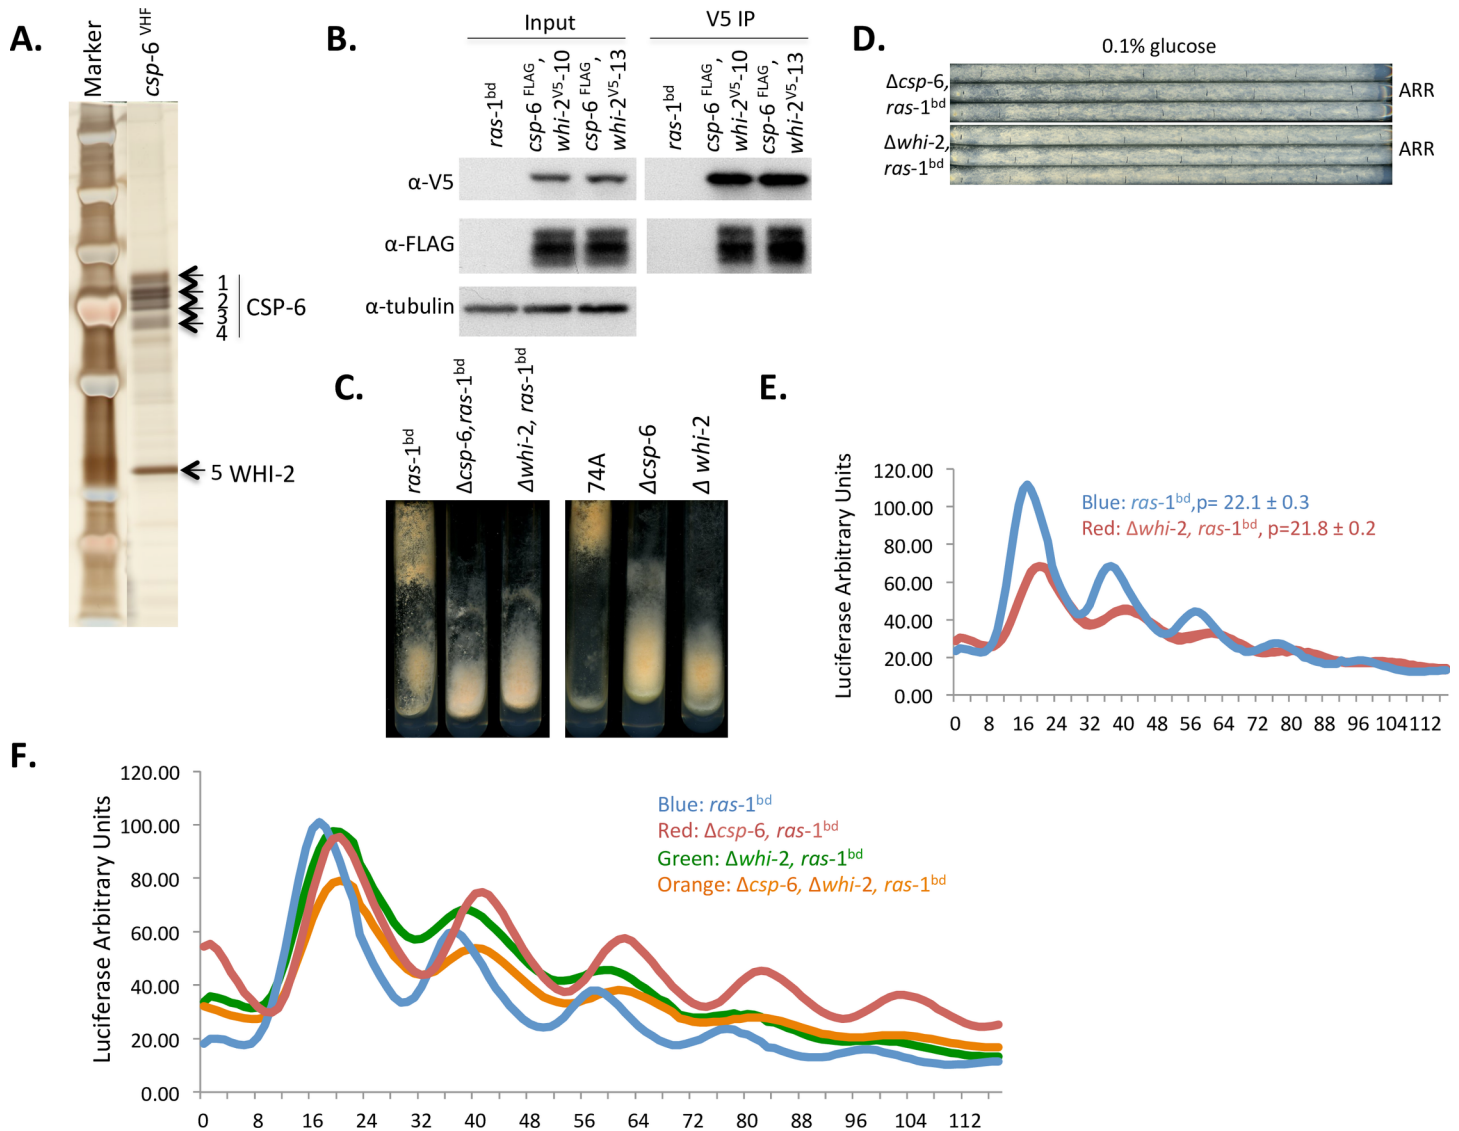 A.
Marker
csp-6 VHF
1
2
3
4
CSP-6
5 WHI-2
B.
Input
V5 IP
ras-1bd
csp-6 FLAG,
whi-2V5-10
csp-6 FLAG,
whi-2V5-13
ras-1bd
csp-6 FLAG,
whi-2V5-10
csp-6 FLAG,
whi-2V5-13
α-V5
α-FLAG
α-tubulin
C.
ras-1bd
Δcsp-6,ras-1bd
Δwhi-2, ras-1bd
74A
Δcsp-6
Δ whi-2
D.
0.1% glucose
Δcsp-6,
ras-1bd
ARR
Δwhi-2,
ras-1bd
ARR
E.
Luciferase Arbitrary Units
120.00
100.00
80.00
60.00
40.00
20.00
0.00
Blue: ras-1bd,p= 22.1 ± 0.3
Red: Δwhi-2, ras-1bd, p=21.8 ± 0.2
0 8 16 24 32 40 48 56 64 72 80 88 96 104 112
F.
Luciferase Arbitrary Units
120.00
100.00
80.00
60.00
40.00
20.00
0.00
Blue: ras-1bd
Red: Δcsp-6, ras-1bd
Green: Δwhi-2, ras-1bd
Orange: Δcsp-6, Δwhi-2, ras-1bd
0 8 16 24 32 40 48 56 64 72 80 88 96 104 112